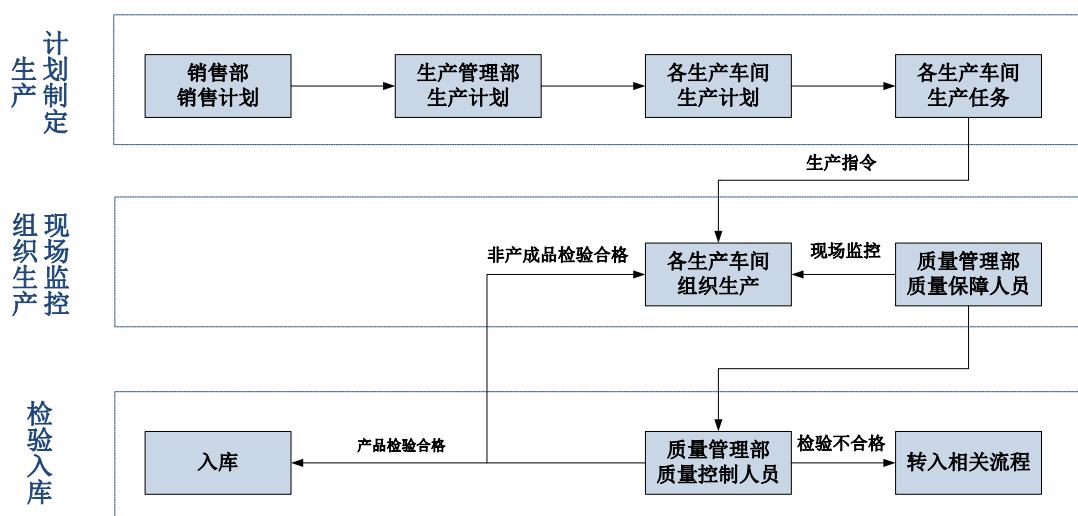 生产
计划制定
销售部
销售计划
生产管理部
生产计划
各生产车间
生产计划
各生产车间
生产任务
生产指令
组织生产
现场监控
非产成品检验合格
各生产车间
组织生产
现场监控
质量管理部
质量保障人员
检验入库
入库
产品检验合格
质量管理部
质量控制人员
检验不合格
转入相关流程